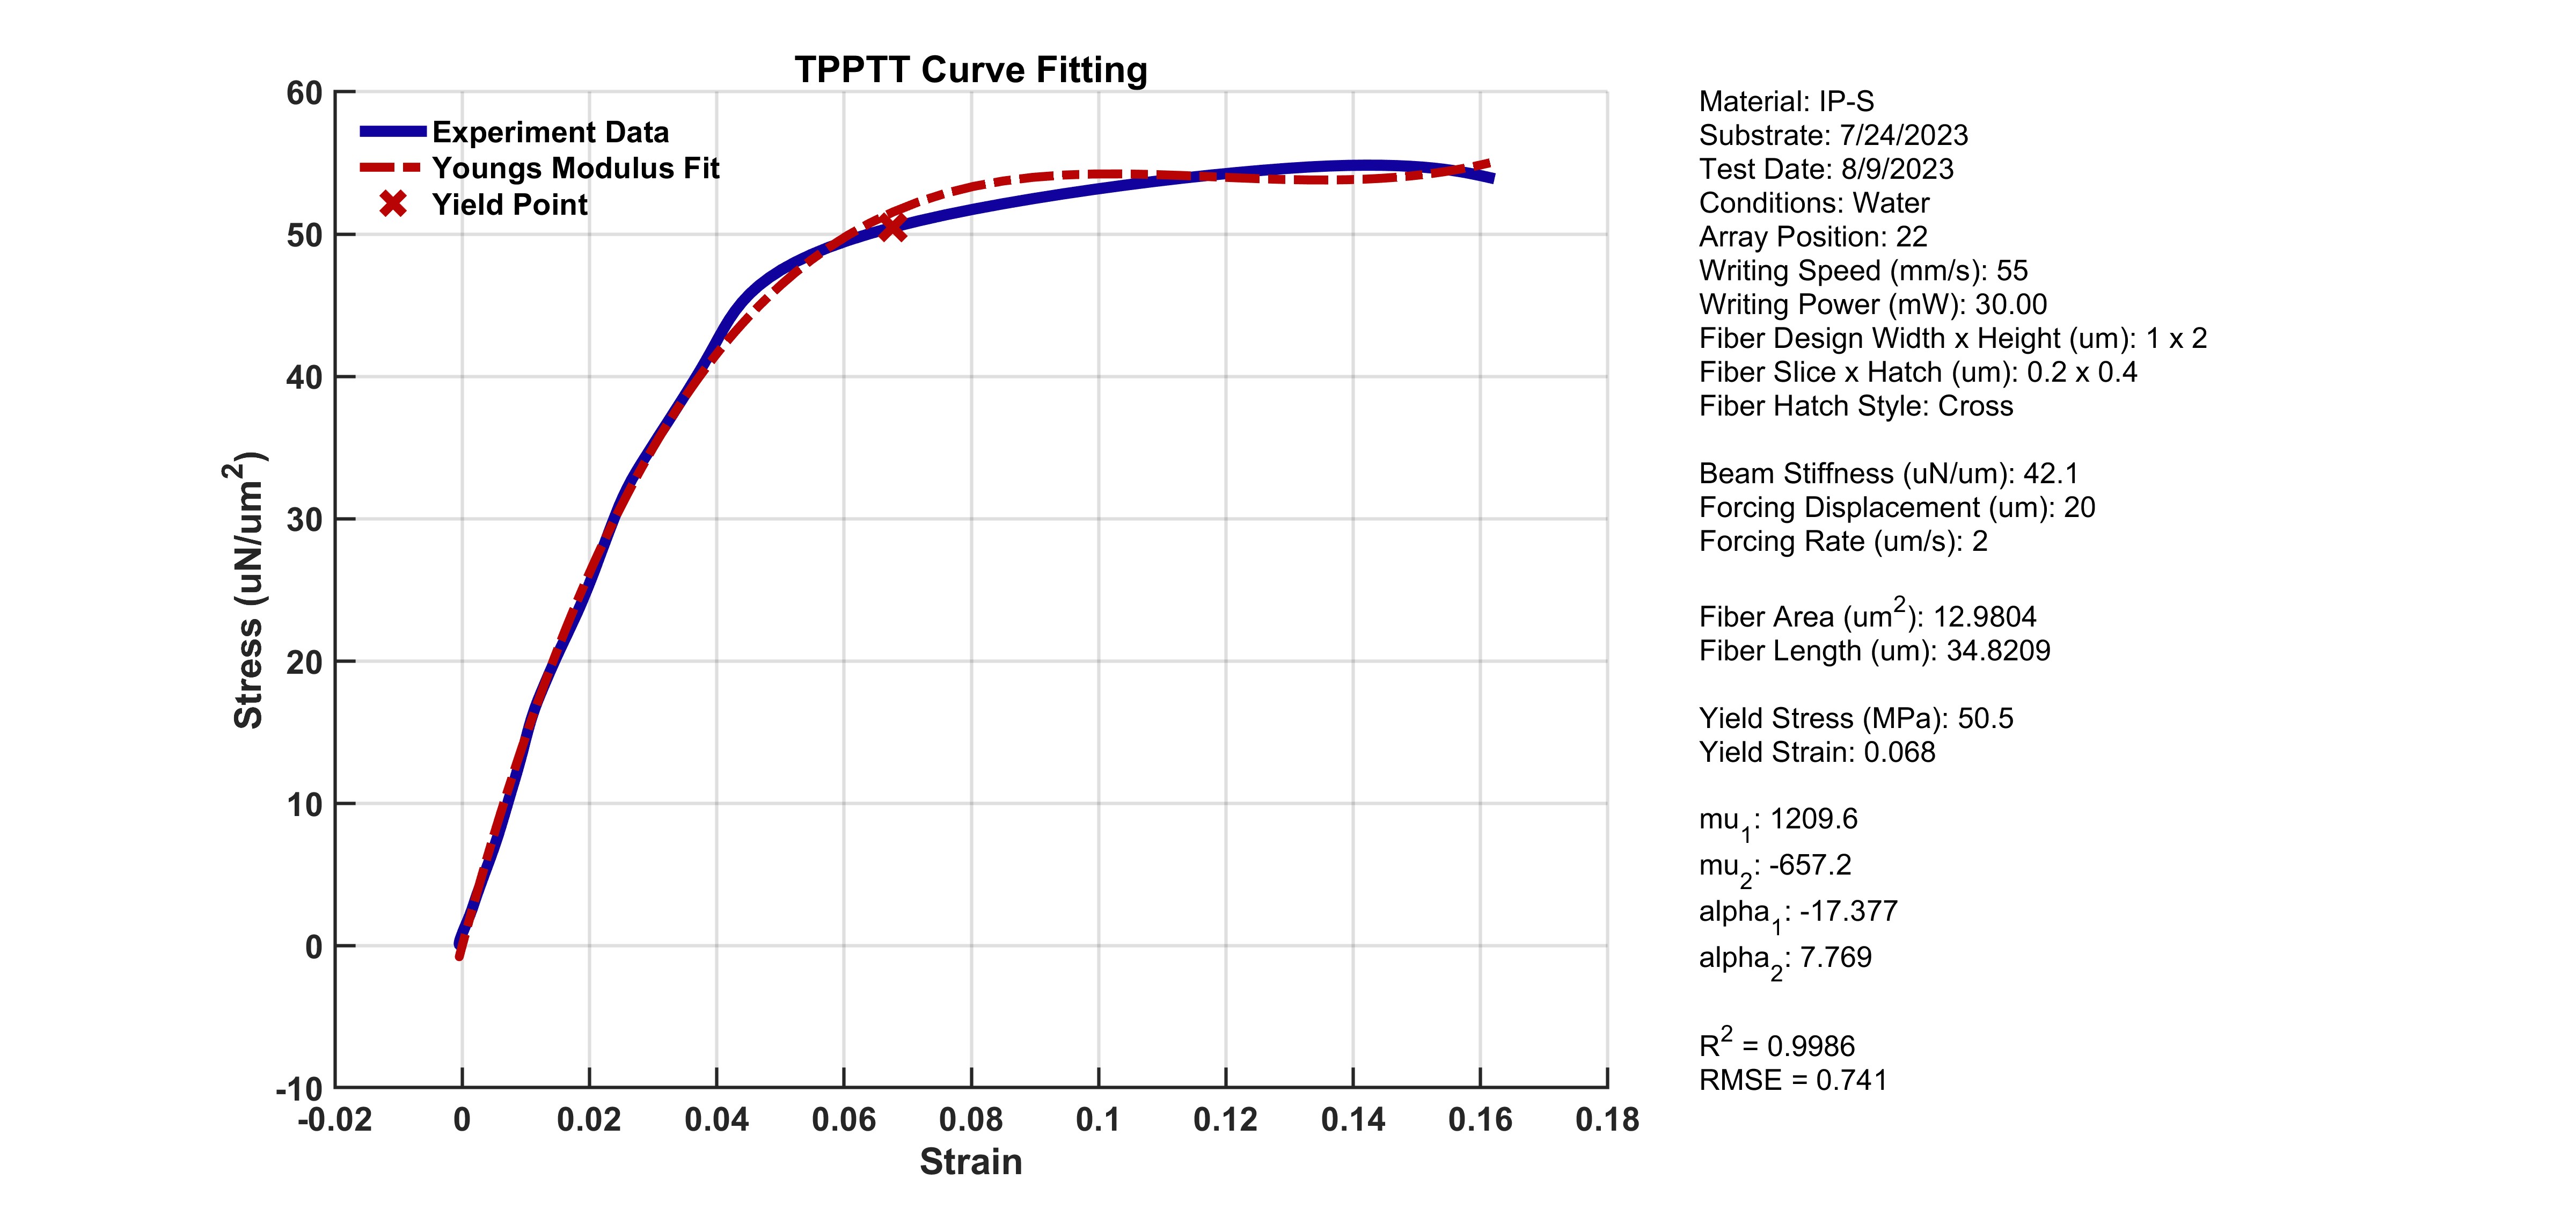 TPPTT Curve Fitting
60
50
40
30
20
10
0
-10
Stress (uN/um²)
Experiment Data
Youngs Modulus Fit
Yield Point
-0.02 0 0.02 0.04 0.06 0.08 0.1 0.12 0.14 0.16 0.18
Strain
Material: IP-S
Substrate: 7/24/2023
Test Date: 8/9/2023
Conditions: Water
Array Position: 22
Writing Speed (mm/s): 55
Writing Power (mW): 30.00
Fiber Design Width x Height (um): 1 x 2
Fiber Slice x Hatch (um): 0.2 x 0.4
Fiber Hatch Style: Cross
Beam Stiffness (uN/um): 42.1
Forcing Displacement (um): 20
Forcing Rate (um/s): 2
Fiber Area (um²): 12.9804
Fiber Length (um): 34.8209
Yield Stress (MPa): 50.5
Yield Strain: 0.068
mu₁: 1209.6
mu₂: -657.2
alpha₁: -17.377
alpha₂: 7.769
R² = 0.9986
RMSE = 0.741